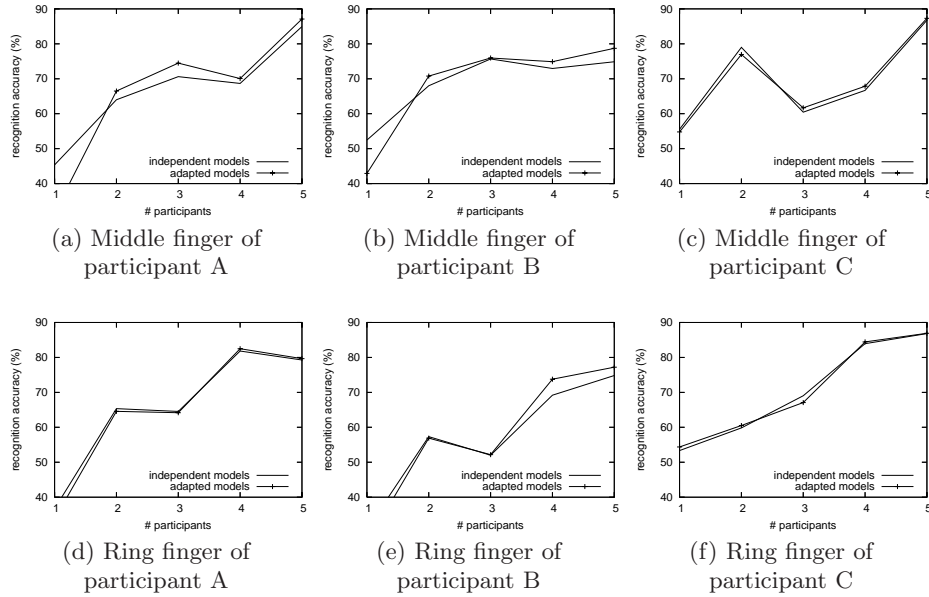 90
80
70
60
50
40
recognition accuracy (%)
independent models
adapted models
1 2 3 4 5
# participants
(a) Middle finger of
participant A
90
80
70
60
50
40
recognition accuracy (%)
independent models
adapted models
1 2 3 4 5
# participants
(b) Middle finger of
participant B
90
80
70
60
50
40
recognition accuracy (%)
independent models
adapted models
1 2 3 4 5
# participants
(c) Middle finger of
participant C
90
80
70
60
50
40
recognition accuracy (%)
independent models
adapted models
1 2 3 4 5
# participants
(d) Ring finger of
participant A
90
80
70
60
50
40
recognition accuracy (%)
independent models
adapted models
1 2 3 4 5
# participants
(e) Ring finger of
participant B
90
80
70
60
50
40
recognition accuracy (%)
independent models
adapted models
1 2 3 4 5
# participants
(f) Ring finger of
participant C